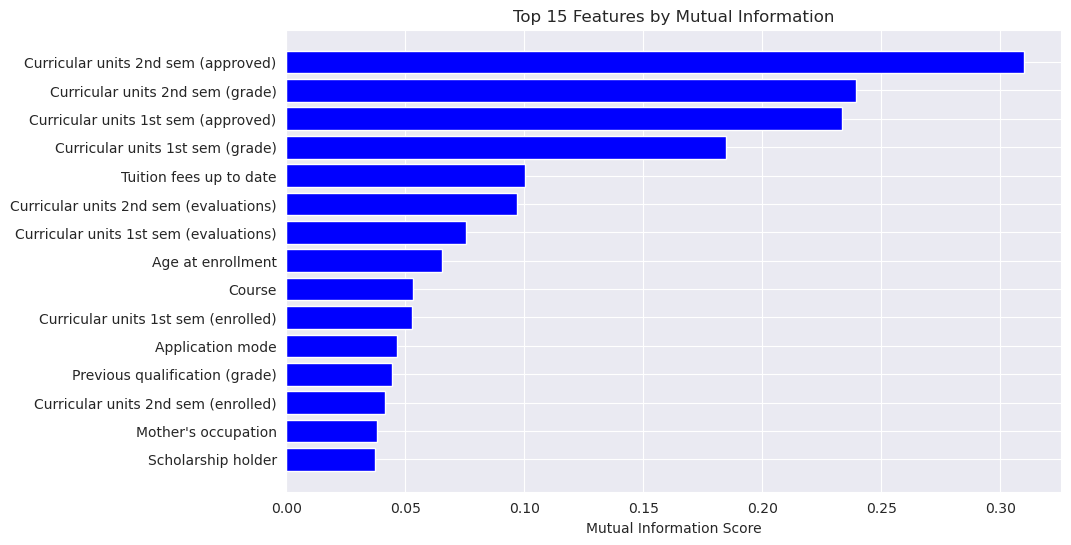 Top 15 Features by Mutual Information
Curricular units 2nd sem (approved)
Curricular units 2nd sem (grade)
Curricular units 1st sem (approved)
Curricular units 1st sem (grade)
Tuition fees up to date
Curricular units 2nd sem (evaluations)
Curricular units 1st sem (evaluations)
Age at enrollment
Course
Curricular units 1st sem (enrolled)
Application mode
Previous qualification (grade)
Curricular units 2nd sem (enrolled)
Mother's occupation
Scholarship holder
0.00 0.05 0.10 0.15 0.20 0.25 0.30
Mutual Information Score